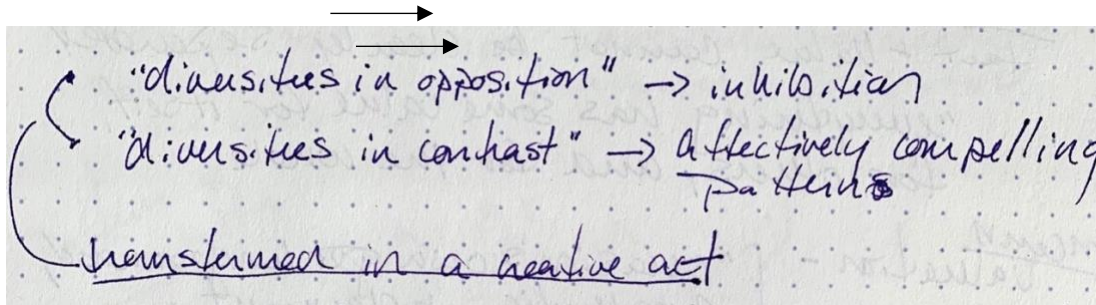 "diversities in opposition" → inhibition
"diversities in contrast" → affectively compelling
patterns
transformed in a creative act